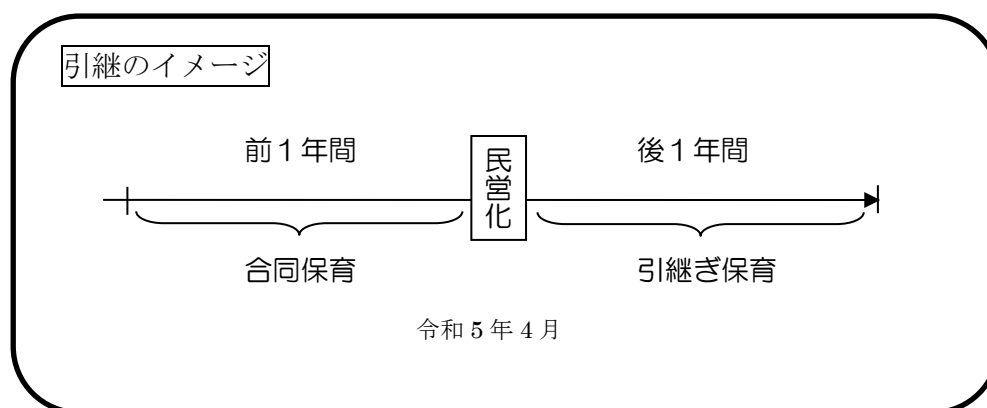 引継のイメージ
前１年間
民営化
後１年間
合同保育
引継ぎ保育
令和 5 年 4 月